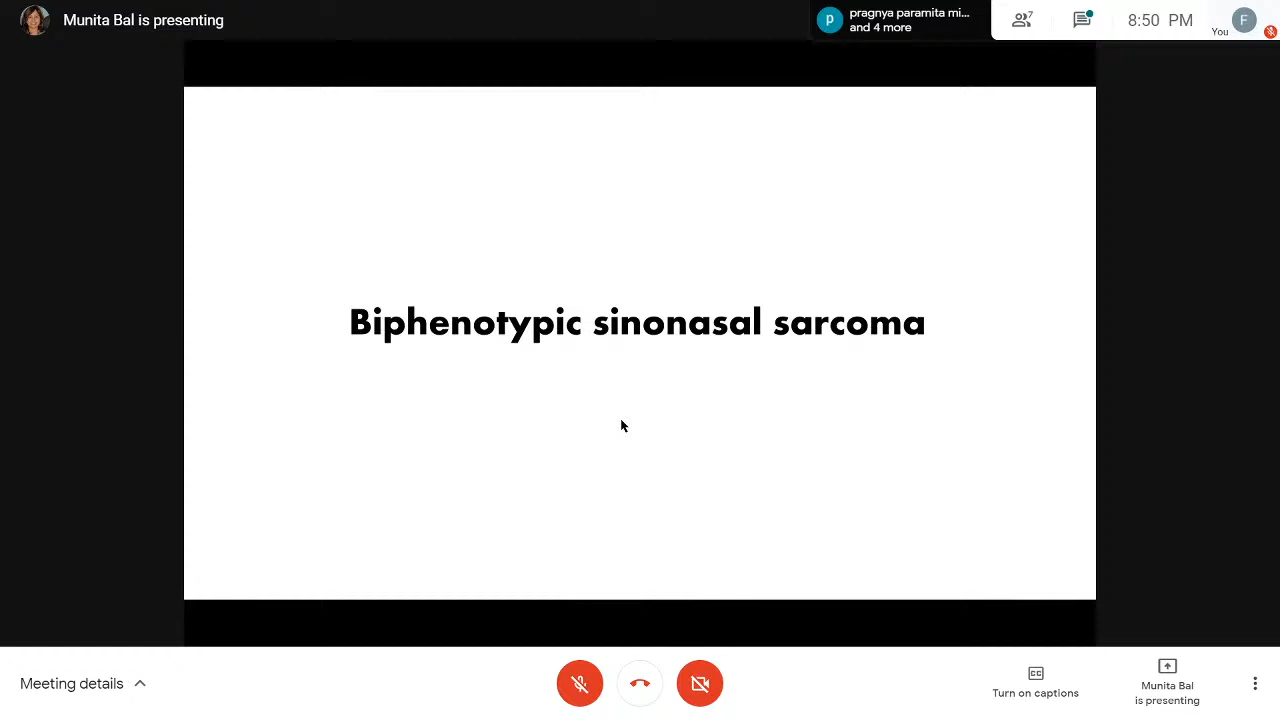 Munita Bal is presenting
p
pragnya paramita mi...
and 4 more
7
8:50 PM
You
F
Biphenotypic sinonasal sarcoma
Meeting details
CC
Turn on captions
Munita Bal
is presenting